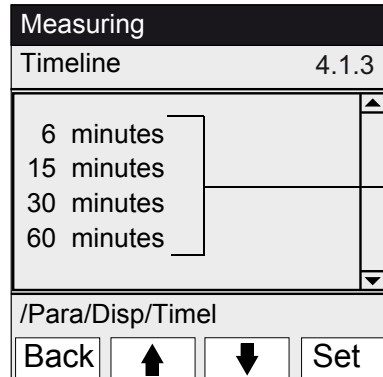 Measuring
Timeline 4.1.3
6 minutes
15 minutes
30 minutes
60 minutes
/Para/Disp/Timel
Back Set